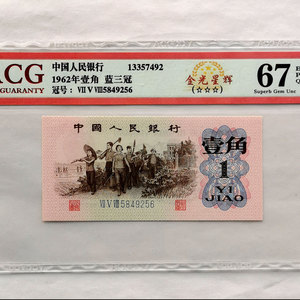 ACG
GUARANTY
中国人民银行 13357492
1962年壹角 蓝三冠
冠号：VII V VIII5849256
金光星辉
(☆☆☆)
67
Superb Gem Unc
中國人民銀行
壹角
1
YI
JIAO
VII V VIII 5849256